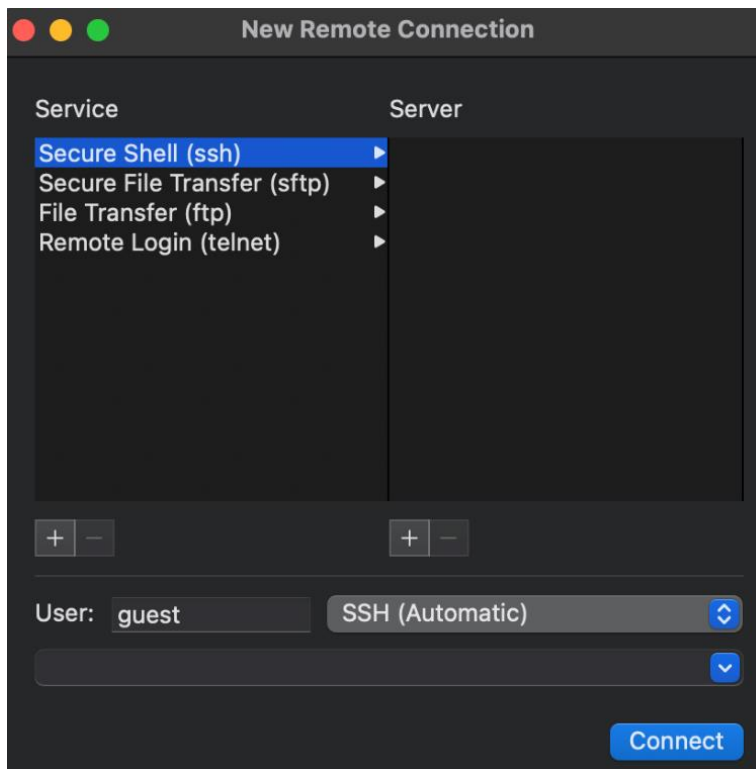 New Remote Connection
Service
Server
Secure Shell (ssh)
Secure File Transfer (sftp)
File Transfer (ftp)
Remote Login (telnet)
+ −
+ −
User: guest SSH (Automatic)
Connect